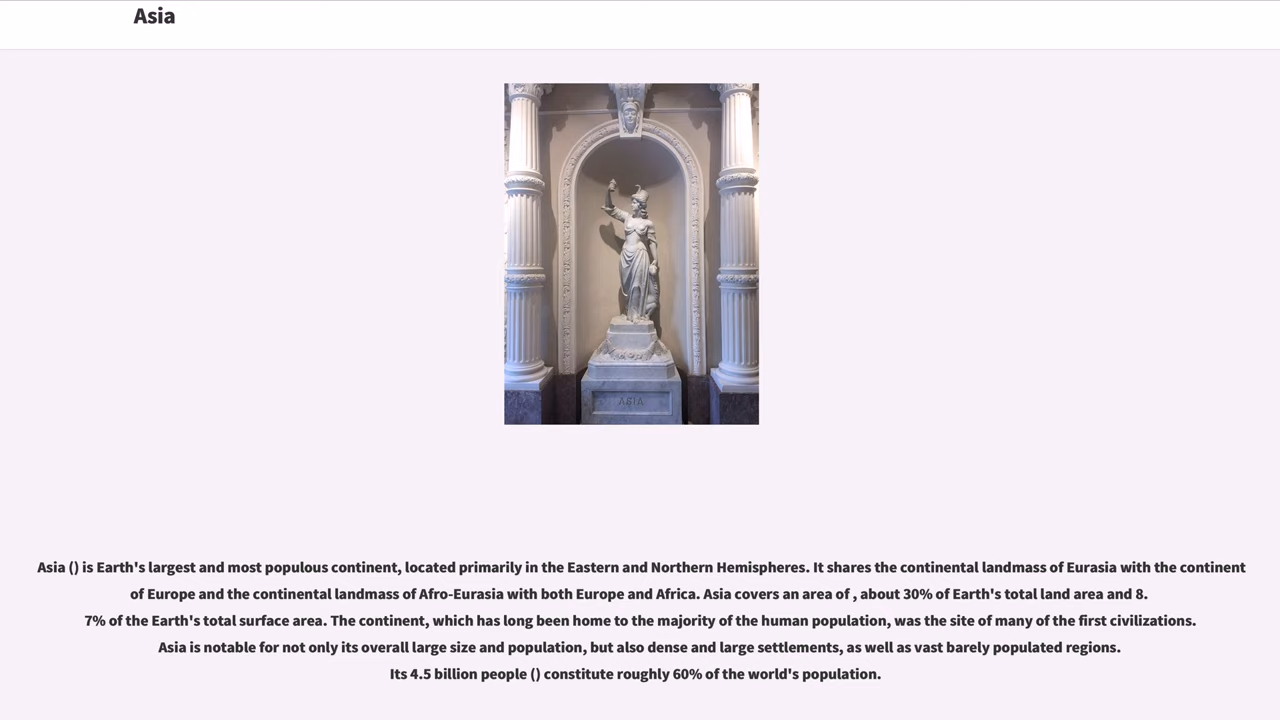 Asia
ASIA
Asia () is Earth's largest and most populous continent, located primarily in the Eastern and Northern Hemispheres. It shares the continental landmass of Eurasia with the continent
of Europe and the continental landmass of Afro-Eurasia with both Europe and Africa. Asia covers an area of , about 30% of Earth's total land area and 8.
7% of the Earth's total surface area. The continent, which has long been home to the majority of the human population, was the site of many of the first civilizations.
Asia is notable for not only its overall large size and population, but also dense and large settlements, as well as vast barely populated regions.
Its 4.5 billion people () constitute roughly 60% of the world's population.